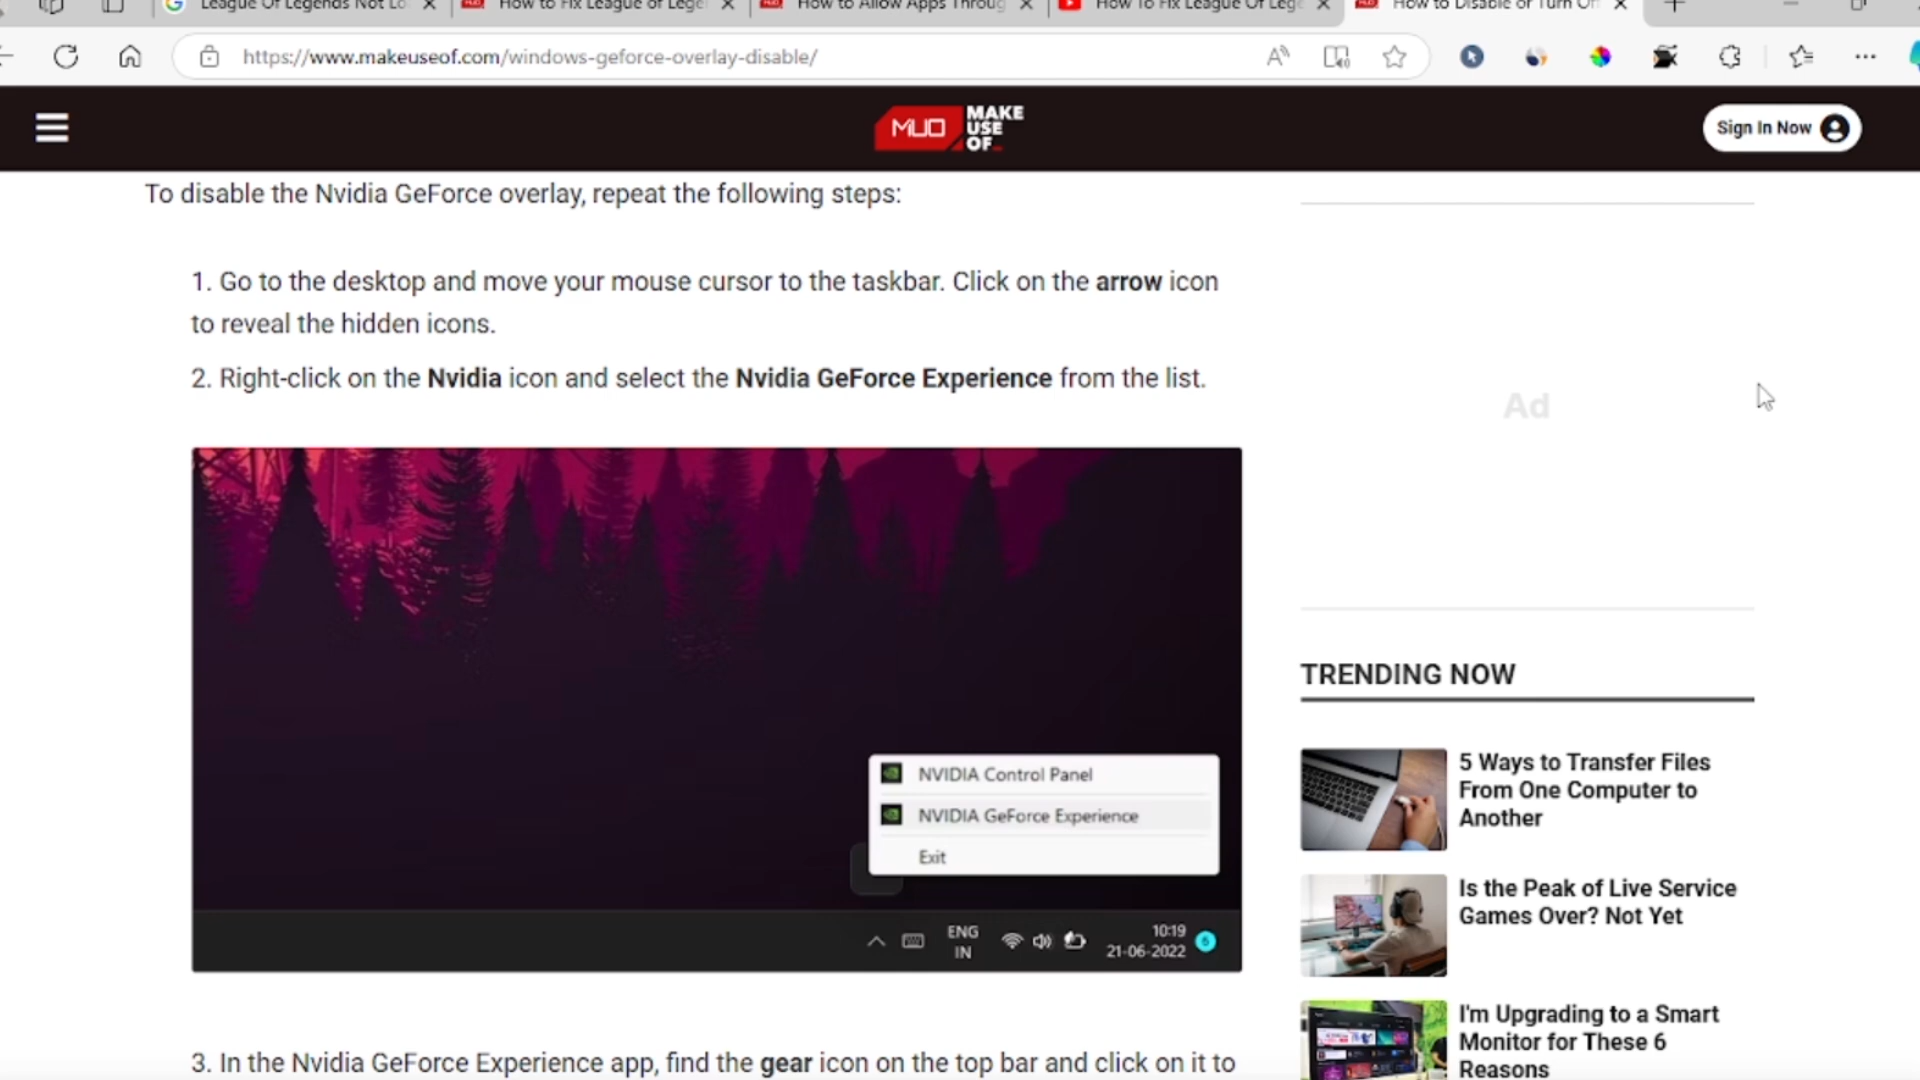 League Of Legends Not Lo
How to Fix League of Lege
How to Allow Apps Throug
How To Fix League Of Lege
How to Disable or Turn Of
https://www.makeuseof.com/windows-geforce-overlay-disable/
MUO MAKE
USE
OF
Sign In Now
To disable the Nvidia GeForce overlay, repeat the following steps:
1. Go to the desktop and move your mouse cursor to the taskbar. Click on the arrow icon
to reveal the hidden icons.
2. Right-click on the Nvidia icon and select the Nvidia GeForce Experience from the list.
Ad
NVIDIA Control Panel
NVIDIA GeForce Experience
Exit
ENG
IN
10:19
21-06-2022
6
3. In the Nvidia GeForce Experience app, find the gear icon on the top bar and click on it to
TRENDING NOW
5 Ways to Transfer Files
From One Computer to
Another
Is the Peak of Live Service
Games Over? Not Yet
I'm Upgrading to a Smart
Monitor for These 6
Reasons